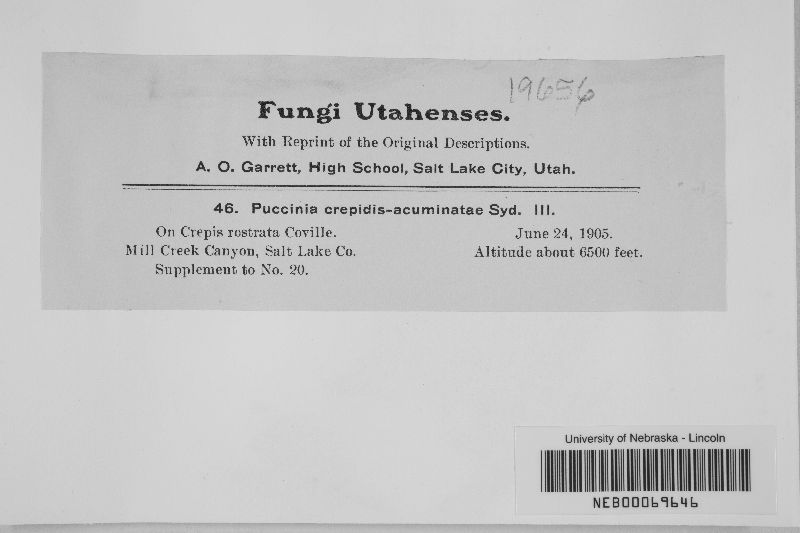 19656
Fungi Utahenses.
With Reprint of the Original Descriptions.
A. O. Garrett, High School, Salt Lake City, Utah.
46. Puccinia crepidis-acuminatae Syd. III.
On Crepis rostrata Coville. June 24, 1905.
Mill Creek Canyon, Salt Lake Co. Altitude about 6500 feet.
Supplement to No. 20.
University of Nebraska - Lincoln
NEB00069646